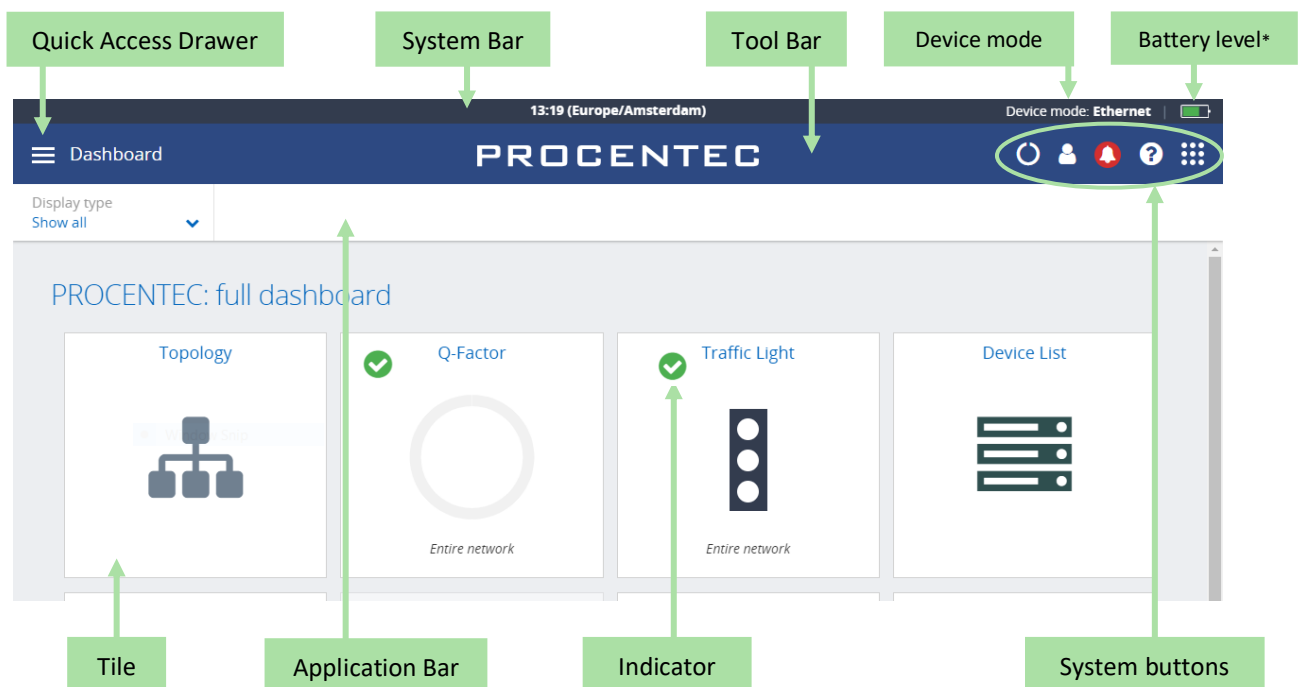 Quick Access Drawer
System Bar
Tool Bar
Device mode
Battery level*
13:19 (Europe/Amsterdam)
Device mode: Ethernet
Dashboard
PROCENTEC
Display type
Show all
PROCENTEC: full dashboard
Topology
Q-Factor
Traffic Light
Device List
Window Snip
Entire network
Entire network
Tile
Application Bar
Indicator
System buttons